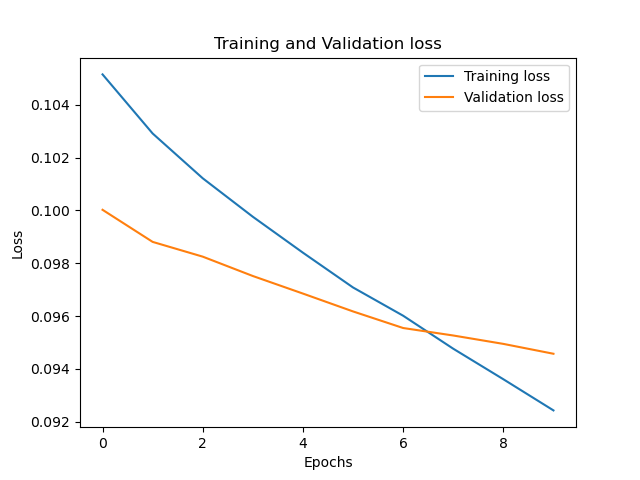 Training and Validation loss
Training loss
Validation loss
0.104
0.102
0.100
0.098
0.096
0.094
0.092
Loss
0 2 4 6 8
Epochs